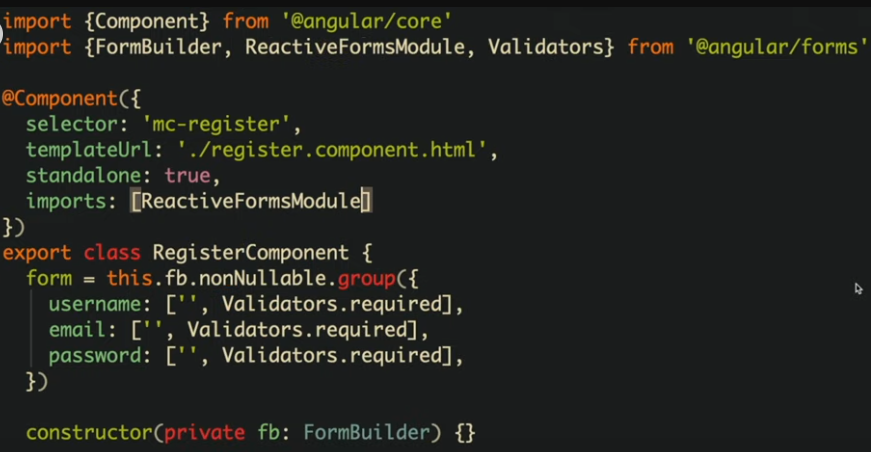 import {Component} from '@angular/core'
import {FormBuilder, ReactiveFormsModule, Validators} from '@angular/forms'

@Component({
  selector: 'mc-register',
  templateUrl: './register.component.html',
  standalone: true,
  imports: [ReactiveFormsModule]
})
export class RegisterComponent {
  form = this.fb.nonNullable.group({
    username: ['', Validators.required],
    email: ['', Validators.required],
    password: ['', Validators.required],
  })

  constructor(private fb: FormBuilder) {}